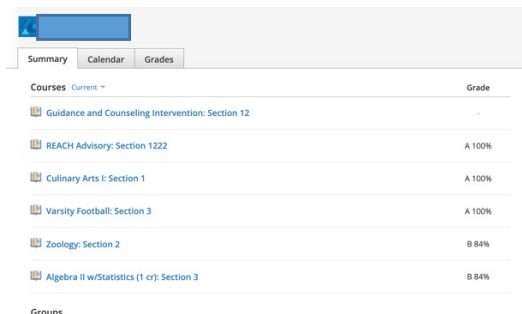 Summary Calendar Grades
Courses Current Grade
Guidance and Counseling Intervention: Section 12 -
REACH Advisory: Section 1222 A 100%
Culinary Arts I: Section 1 A 100%
Varsity Football: Section 3 A 100%
Zoology: Section 2 B 84%
Algebra II w/Statistics (1 cr): Section 3 B 84%
Groups